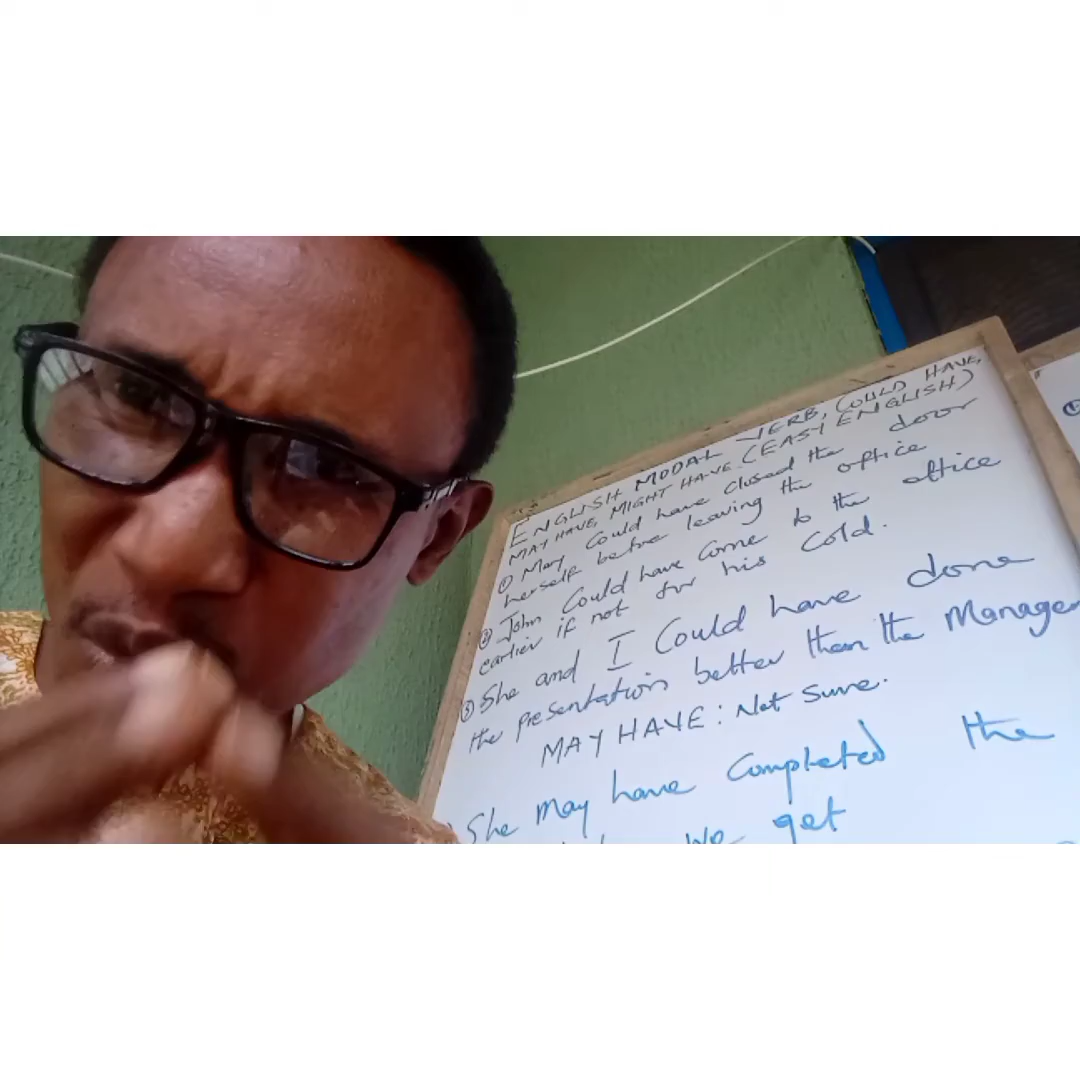 ENGLISH MODAL VERB, COULD HAVE,
MAY HAVE, MIGHT HAVE (EASY ENGLISH)
① Mary Could have closed the door
herself before leaving the office
② John Could have Come to the office
earlier if not for his Cold.
③ She and I Could have done
the presentation better than the Manager
MAY HAVE: Not Sure.
She may have Completed the
We get